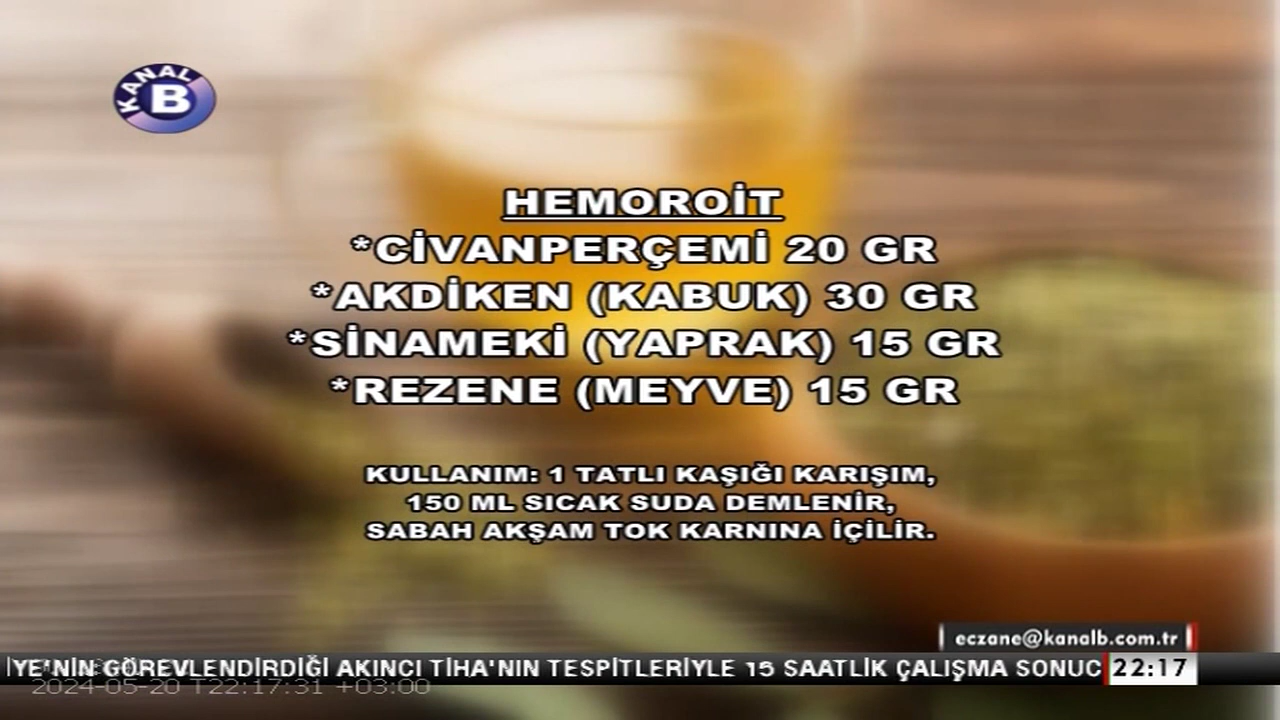 KANAL B
HEMOROİT
*CİVANPERÇEMİ 20 GR
*AKDİKEN (KABUK) 30 GR
*SİNAMEKİ (YAPRAK) 15 GR
*REZENE (MEYVE) 15 GR
KULLANIM: 1 TATLI KAŞIĞI KARIŞIM,
150 ML SICAK SUDA DEMLENİR,
SABAH AKŞAM TOK KARNINA İÇİLİR.
eczane@kanalb.com.tr
İYE'NİN GÖREVLENDİRDİĞİ AKINCI TİHA'NIN TESPİTLERİYLE 15 SAATLİK ÇALIŞMA SONUC 22:17
2024-05-20 T22:17:31 +03:00